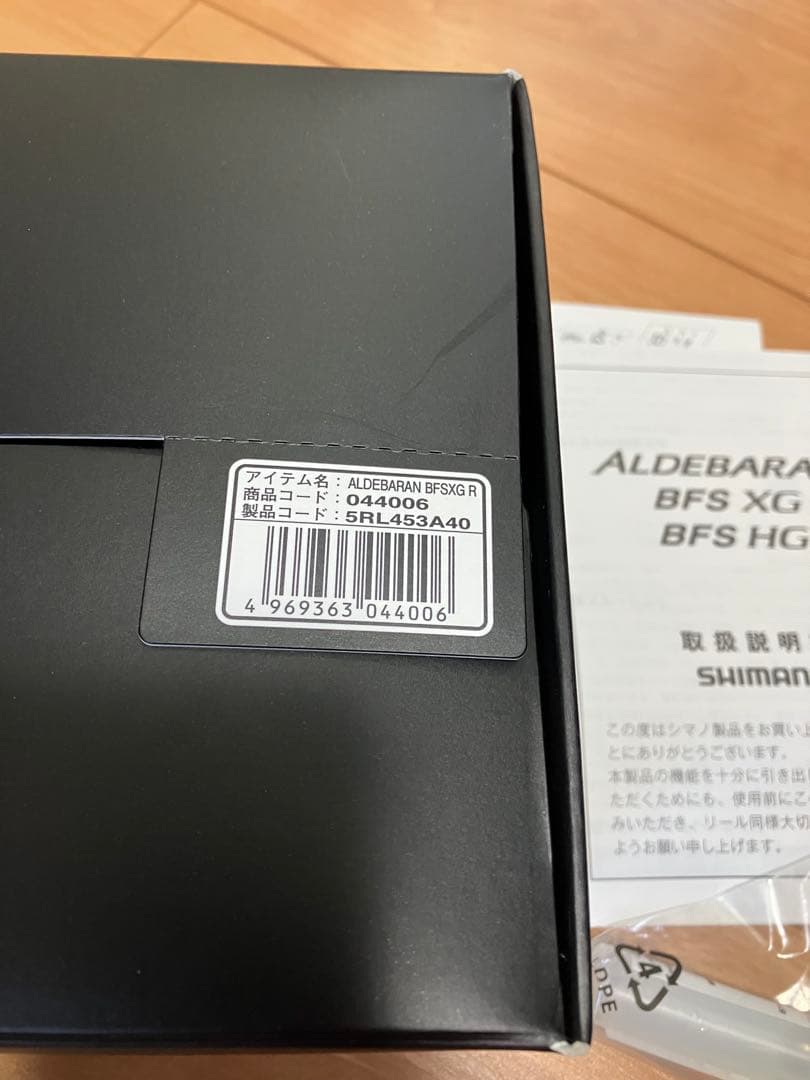 アイテム名：ALDEBARAN BFSXG R
商品コード：044006
製品コード：5RL453A40
4 969363 044006
ALDEBARA
BFS XG
BFS HG
取扱説明
SHIMAN
この度はシマノ製品をお買い上
とにありがとうございます。
本製品の機能を十分に引き出し
ただくためにも、使用前にこ
みいただき、リール同様大切
ようお願い申し上げます。
4
LDPE